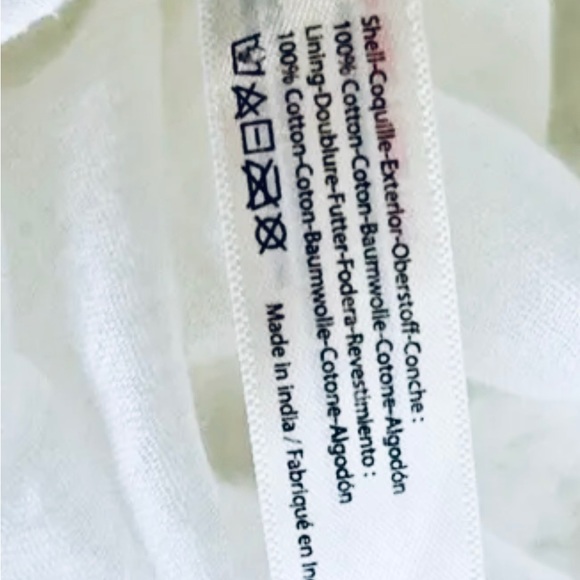 Shell-Coquille-Exterior-Oberstoff-Conche :
100% Cotton-Coton-Baumwolle-Cotone-Algodón
Lining-Doublure-Futter-Fodera-Revestimiento :
100% Cotton-Coton-Baumwolle-Cotone-Algodón
Made in india / Fabriqué en In